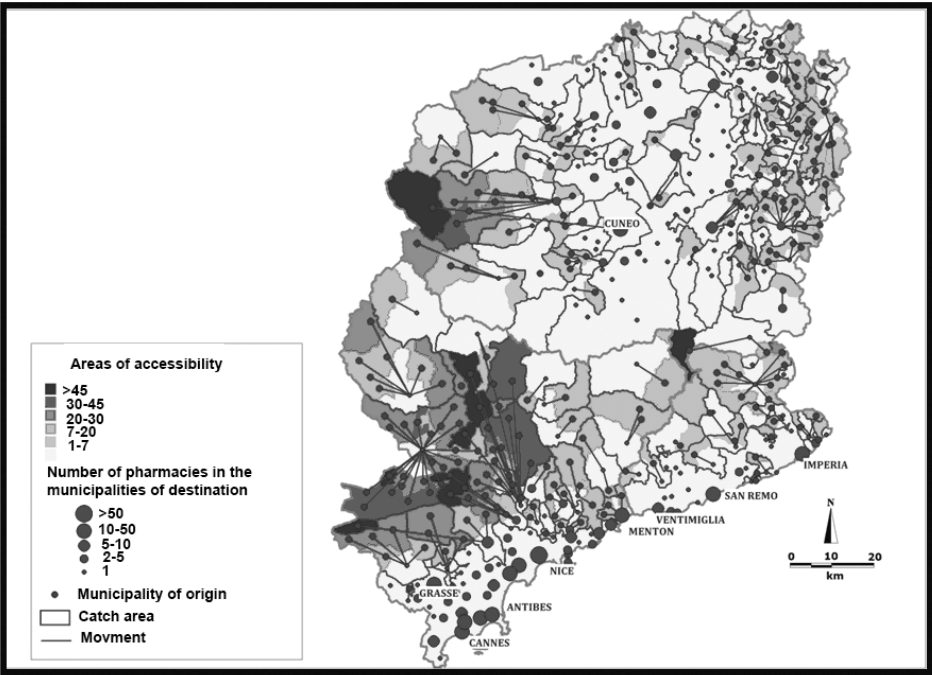 CUNEO
Areas of accessibility
>45
30-45
20-30
7-20
1-7
Number of pharmacies in the
municipalities of destination
>50
10-50
5-10
2-5
1
Municipality of origin
Catch area
Movment
IMPERIA
SAN REMO
VENTIMIGLIA
MENTON
NICE
GRASSE
ANTIBES
CANNES
N
0 10 20
km